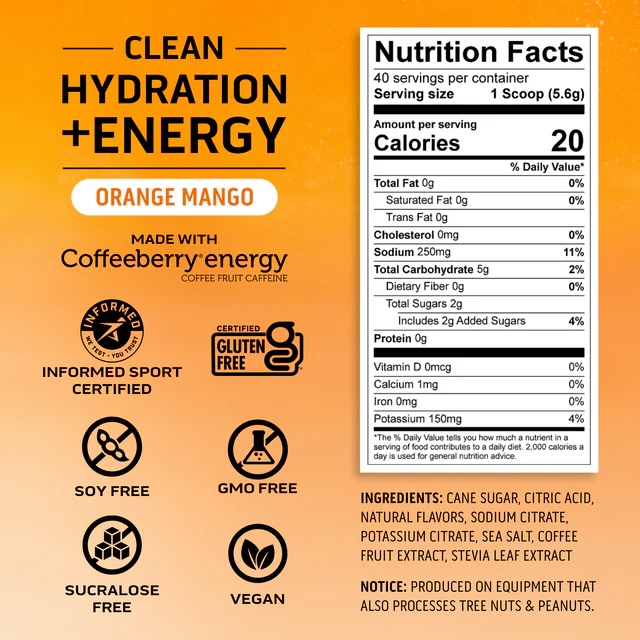 CLEAN
HYDRATION
+ENERGY
ORANGE MANGO
MADE WITH
Coffeeberry® energy
COFFEE FRUIT CAFFEINE
INFORMED
WE TEST · YOU TRUST
INFORMED SPORT
CERTIFIED
CERTIFIED
GLUTEN
FREE
SOY FREE
GMO FREE
SUCRALOSE
FREE
VEGAN
Nutrition Facts
40 servings per container
Serving size 1 Scoop (5.6g)
Amount per serving
Calories 20
% Daily Value*
Total Fat 0g 0%
Saturated Fat 0g 0%
Trans Fat 0g
Cholesterol 0mg 0%
Sodium 250mg 11%
Total Carbohydrate 5g 2%
Dietary Fiber 0g 0%
Total Sugars 2g
Includes 2g Added Sugars 4%
Protein 0g
Vitamin D 0mcg 0%
Calcium 1mg 0%
Iron 0mg 0%
Potassium 150mg 4%
*The % Daily Value tells you how much a nutrient in a
serving of food contributes to a daily diet. 2,000 calories a
day is used for general nutrition advice.
INGREDIENTS: CANE SUGAR, CITRIC ACID,
NATURAL FLAVORS, SODIUM CITRATE,
POTASSIUM CITRATE, SEA SALT, COFFEE
FRUIT EXTRACT, STEVIA LEAF EXTRACT
NOTICE: PRODUCED ON EQUIPMENT THAT
ALSO PROCESSES TREE NUTS & PEANUTS.